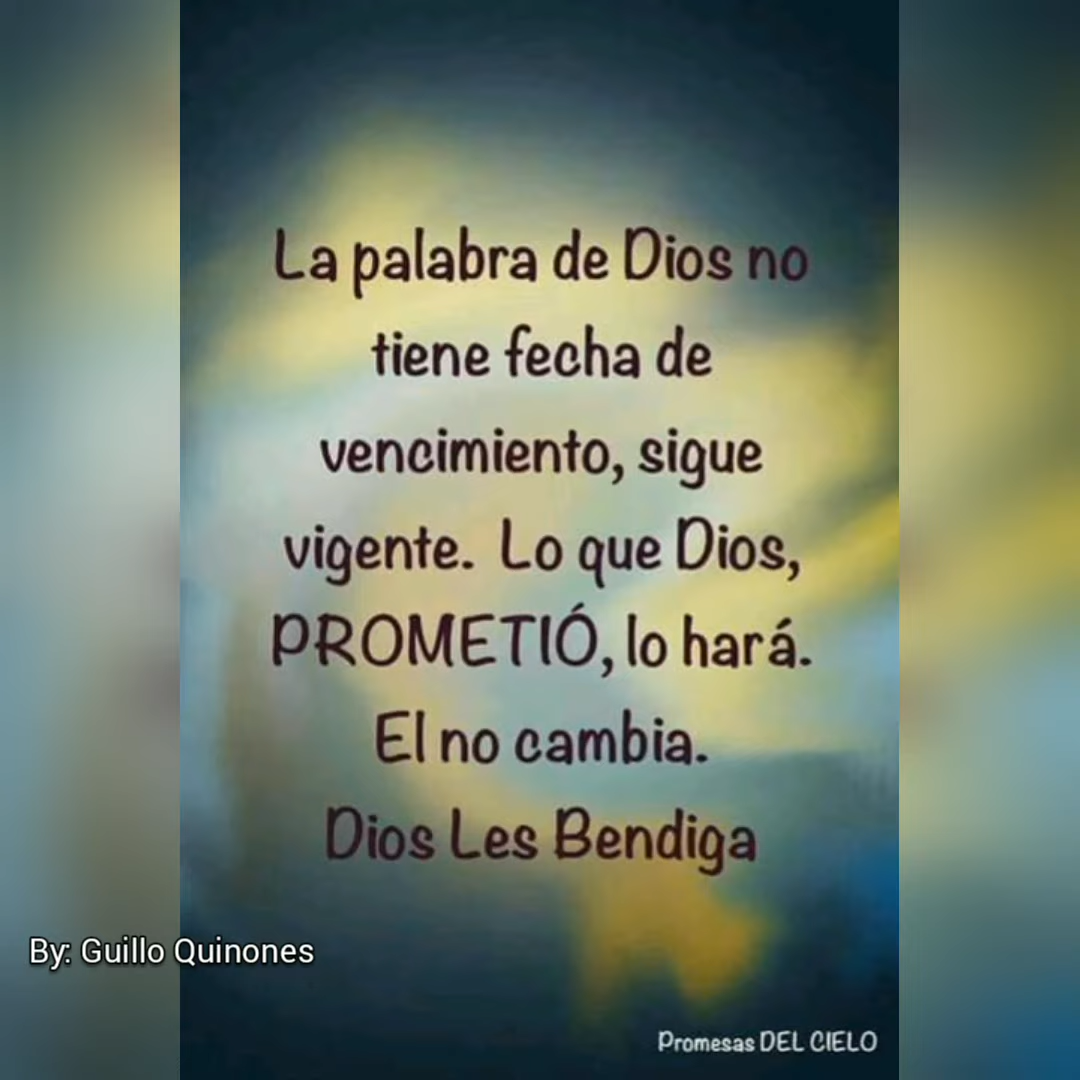 La palabra de Dios no
tiene fecha de
vencimiento, sigue
vigente. Lo que Dios,
PROMETIÓ, lo hará.
El no cambia.
Dios Les Bendiga
By: Guillo Quinones
Promesas DEL CIELO